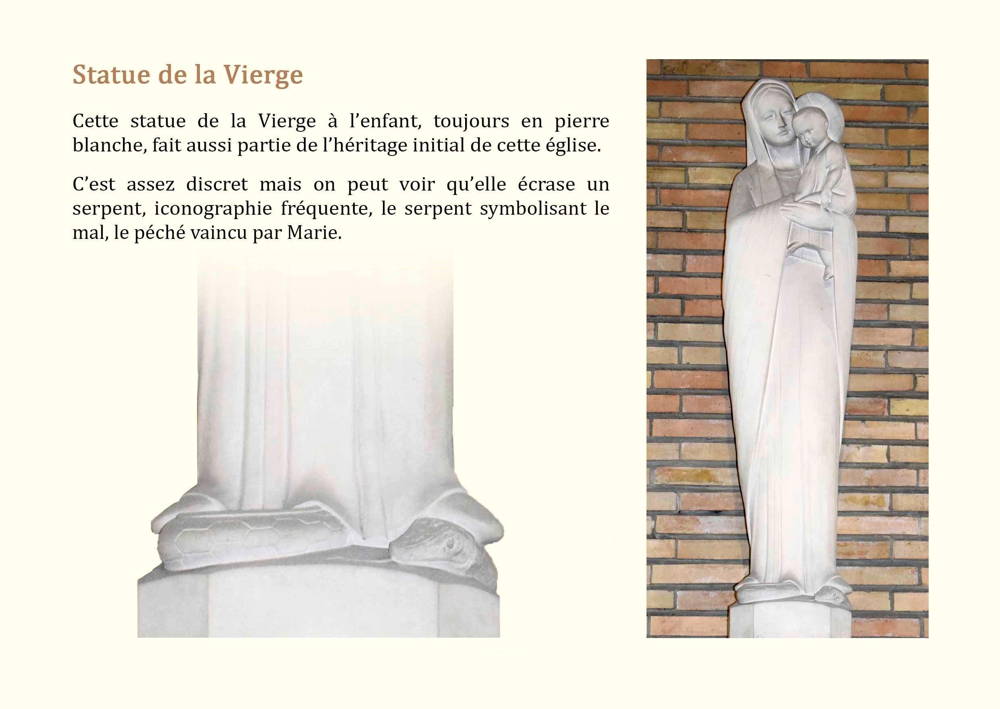 Statue de la Vierge
Cette statue de la Vierge à l’enfant, toujours en pierre
blanche, fait aussi partie de l’héritage initial de cette église.
C’est assez discret mais on peut voir qu’elle écrase un
serpent, iconographie fréquente, le serpent symbolisant le
mal, le péché vaincu par Marie.